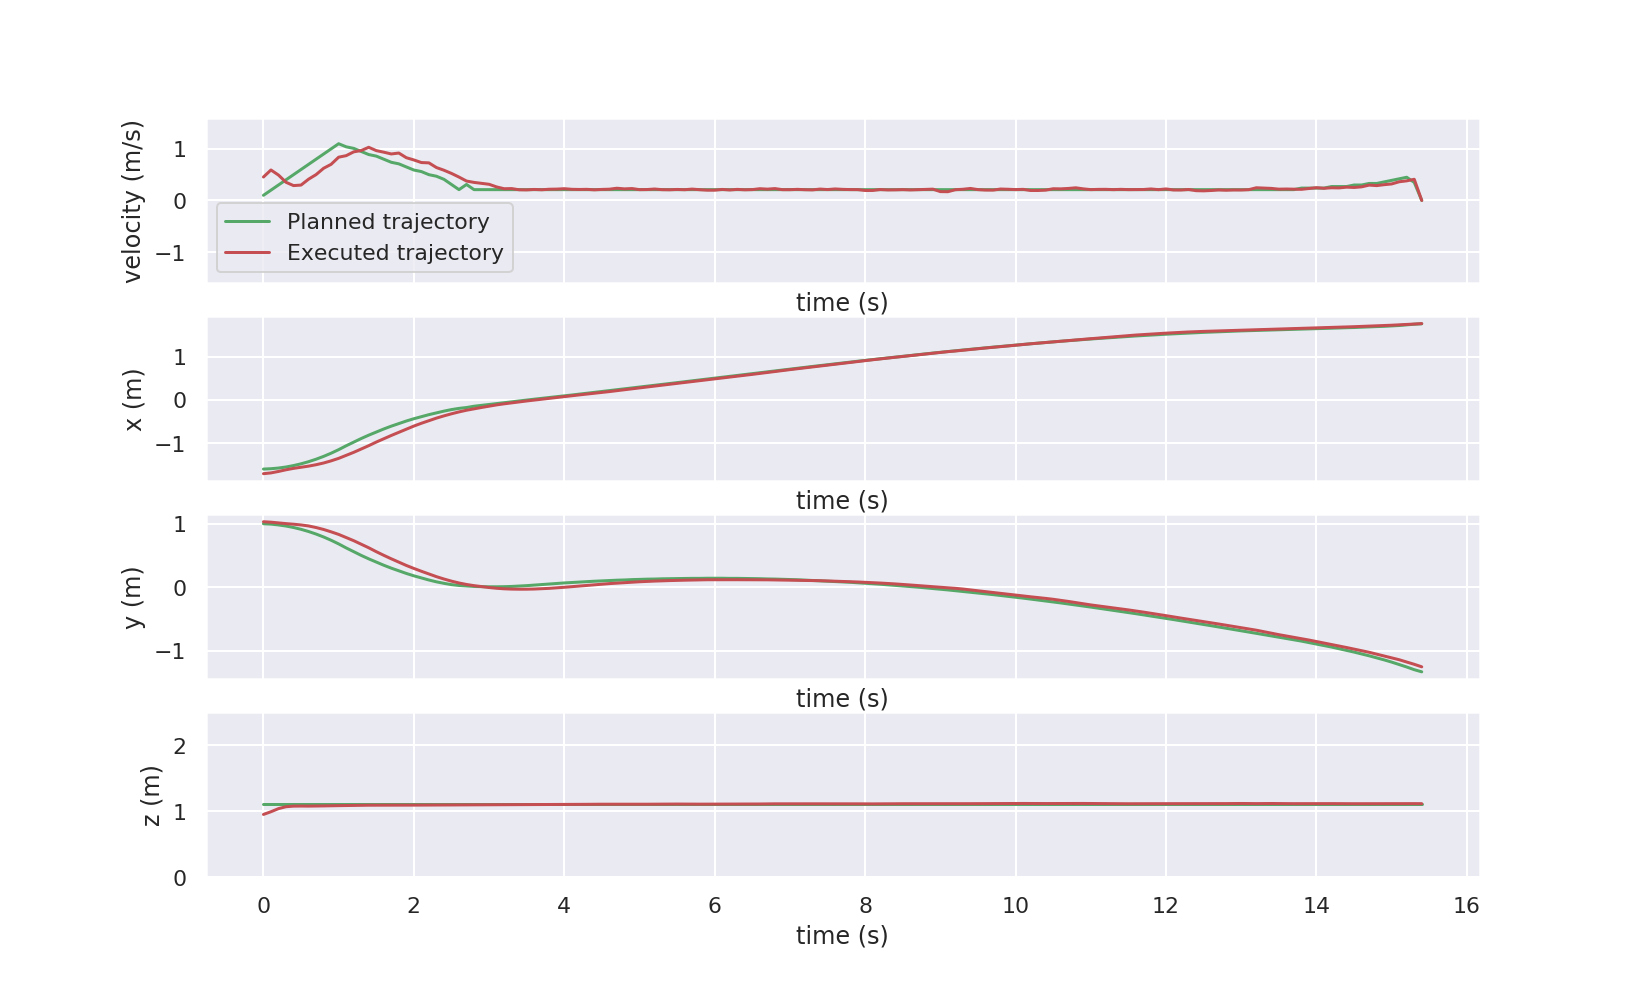 velocity (m/s)
1
0
−1
Planned trajectory
Executed trajectory
time (s)
x (m)
1
0
−1
time (s)
y (m)
1
0
−1
time (s)
z (m)
2
1
0
0 2 4 6 8 10 12 14 16
time (s)